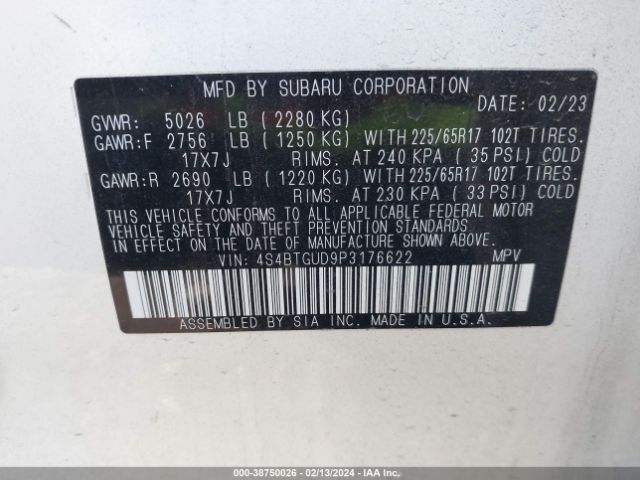 MFD BY SUBARU CORPORATION
DATE: 02/23
GVWR: 5026 LB ( 2280 KG)
GAWR:F 2756 LB ( 1250 KG) WITH 225/65R17 102T TIRES.
17X7J RIMS. AT 240 KPA ( 35 PSI) COLD
GAWR:R 2690 LB ( 1220 KG) WITH 225/65R17 102T TIRES.
17X7J RIMS. AT 230 KPA ( 33 PSI) COLD
THIS VEHICLE CONFORMS TO ALL APPLICABLE FEDERAL MOTOR
VEHICLE SAFETY AND THEFT PREVENTION STANDARDS
IN EFFECT ON THE DATE OF MANUFACTURE SHOWN ABOVE.
VIN: 4S4BTGUD9P3176622 MPV
ASSEMBLED BY SIA INC. MADE IN U.S.A.
000-38750026 - 02/13/2024 - IAA Inc.